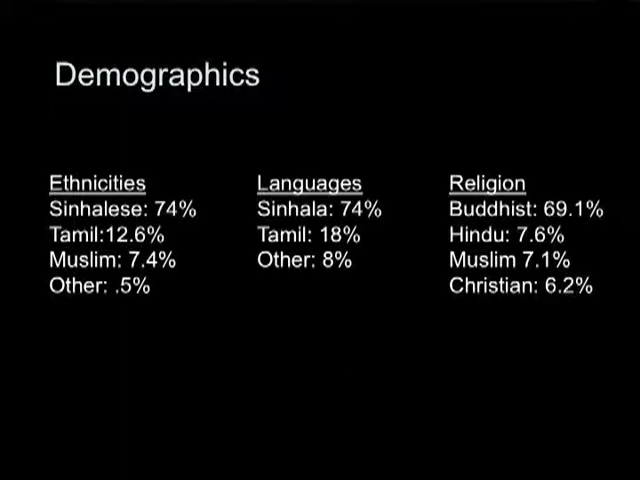 Demographics
Ethnicities
Sinhalese: 74%
Tamil:12.6%
Muslim: 7.4%
Other: .5%
Languages
Sinhala: 74%
Tamil: 18%
Other: 8%
Religion
Buddhist: 69.1%
Hindu: 7.6%
Muslim 7.1%
Christian: 6.2%